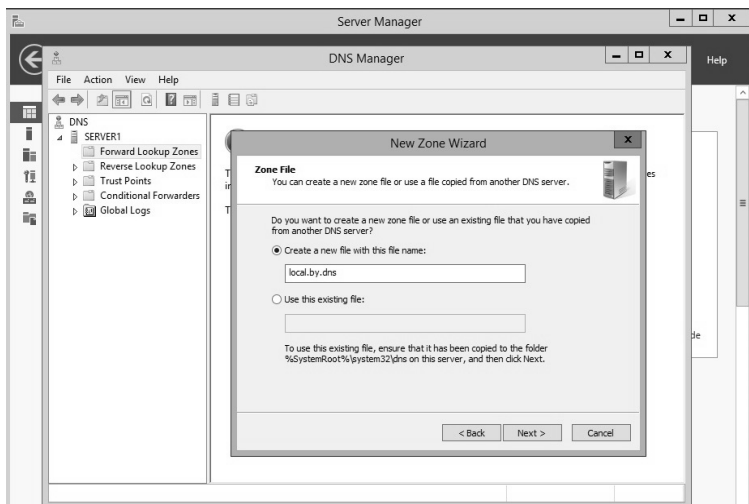 Server Manager
DNS Manager
Help
File Action View Help
DNS
SERVER1
Forward Lookup Zones
Reverse Lookup Zones
Trust Points
Conditional Forwarders
Global Logs
New Zone Wizard
Zone File
You can create a new zone file or use a file copied from another DNS server.
Do you want to create a new zone file or use an existing file that you have copied
from another DNS server?
Create a new file with this file name:
local.by.dns
Use this existing file:
To use this existing file, ensure that it has been copied to the folder
%SystemRoot%\system32\dns on this server, and then click Next.
< Back Next > Cancel